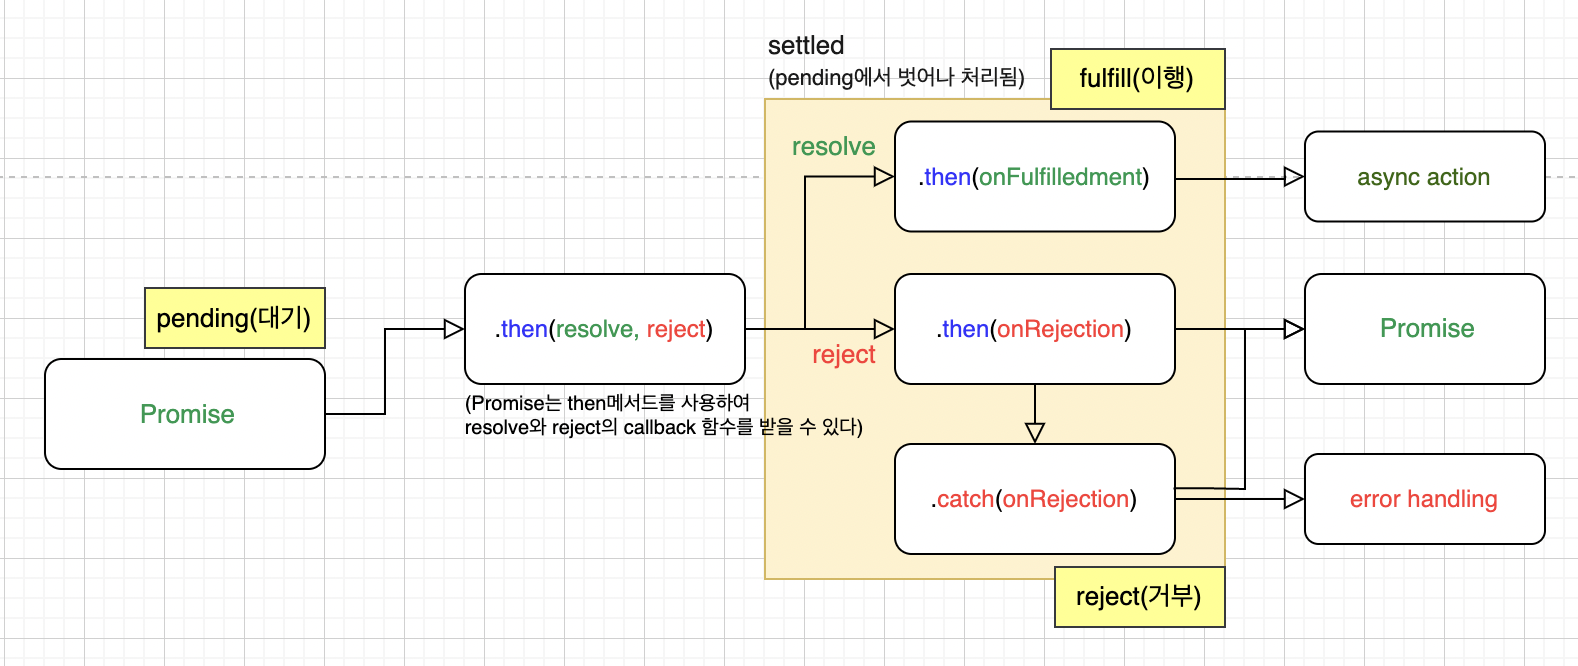 settled
(pending에서 벗어나 처리됨)
fulfill(이행)
resolve
.then(onFulfilledment)
async action
pending(대기)
Promise
.then(resolve, reject)
(Promise는 then메서드를 사용하여
resolve와 reject의 callback 함수를 받을 수 있다)
reject
.then(onRejection)
Promise
.catch(onRejection)
error handling
reject(거부)